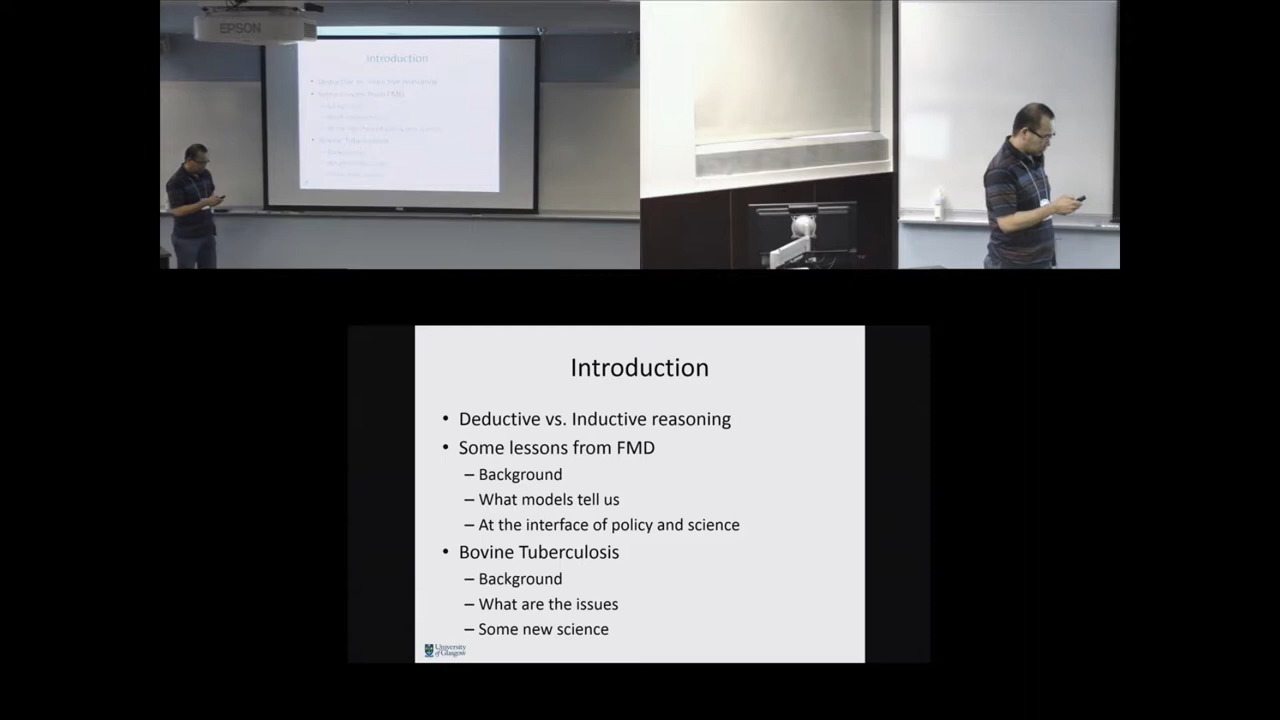 EPSON
Introduction
Introduction
• Deductive vs. Inductive reasoning
• Some lessons from FMD
– Background
– What models tell us
– At the interface of policy and science
• Bovine Tuberculosis
– Background
– What are the issues
– Some new science
University
of Glasgow